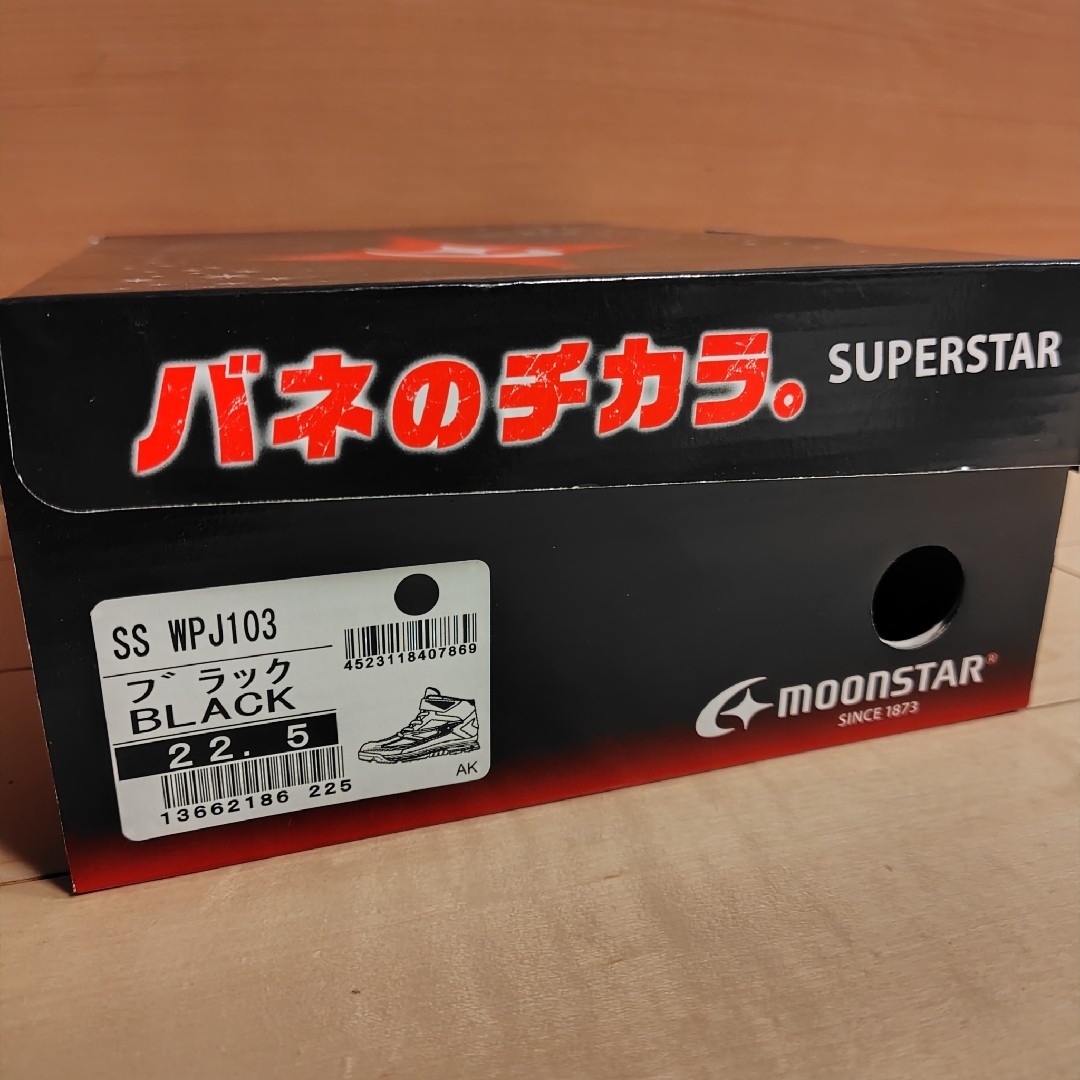 バネのチカラ。 SUPERSTAR
SS WPJ103
4523118407869
ブラック
BLACK
22.5
13662186 225
AK
MOONSTAR®
SINCE 1873